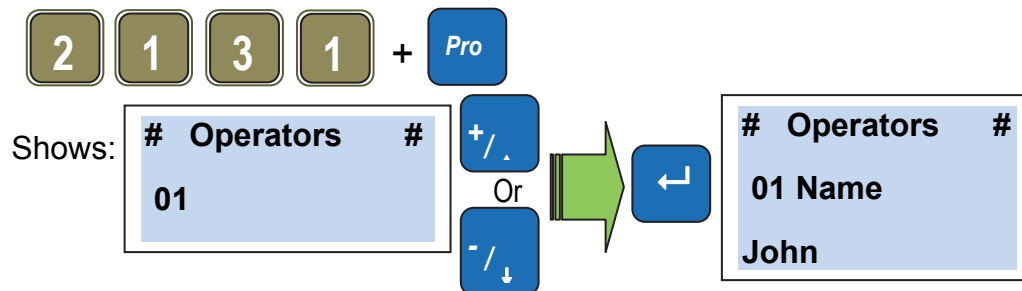 2 1 3 1 + Pro
Shows:
# Operators #
01
+/▴
Or
-/↓
↵
# Operators #
01 Name
John